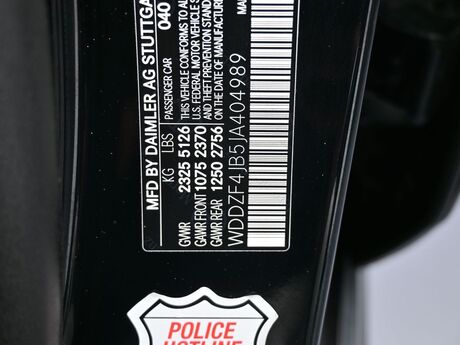 MFD BY DAIMLER AG STUTTGA
KG LBS PASSENGER CAR 040
GVWR 2325 5126 THIS VEHICLE CONFORMS TO A
GAWR FRONT 1075 2370 U.S. FEDERAL MOTOR VEHICLE
GAWR REAR 1250 2756 AND THEFT PREVENTION STAND
ON THE DATE OF MANUFACTURE
WDDZF4JB5JA404989
POLICE
HOTLINE